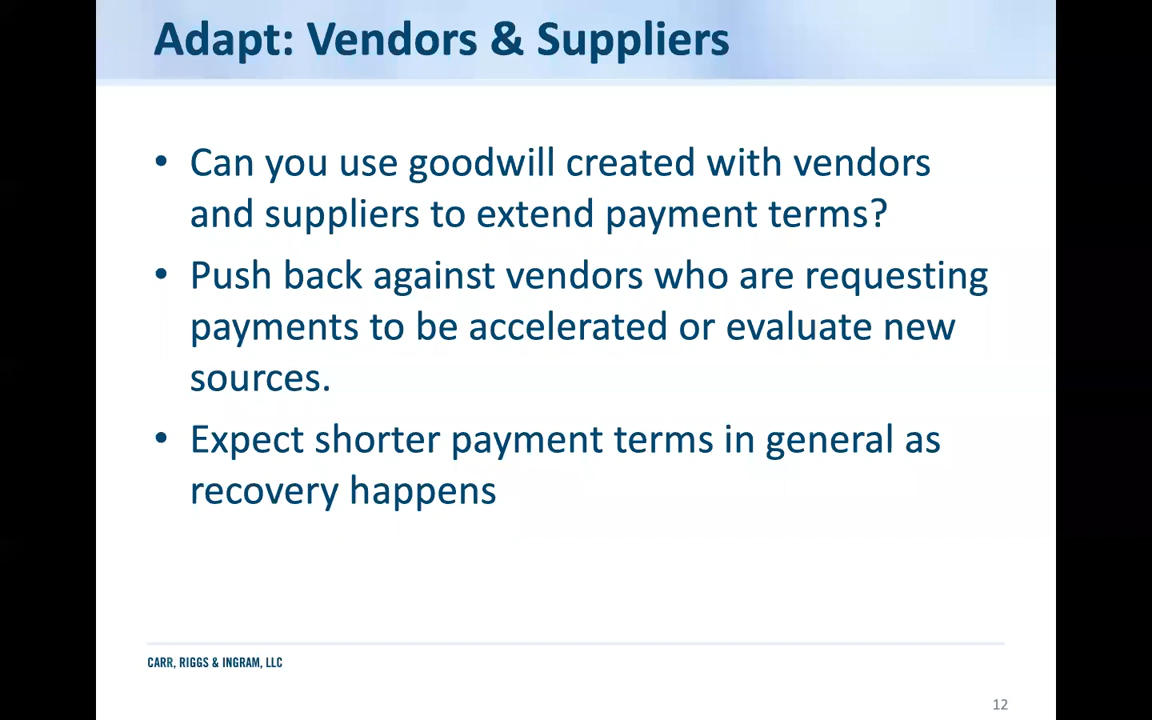 Adapt: Vendors & Suppliers
• Can you use goodwill created with vendors
and suppliers to extend payment terms?
• Push back against vendors who are requesting
payments to be accelerated or evaluate new
sources.
• Expect shorter payment terms in general as
recovery happens
CARR, RIGGS & INGRAM, LLC
12